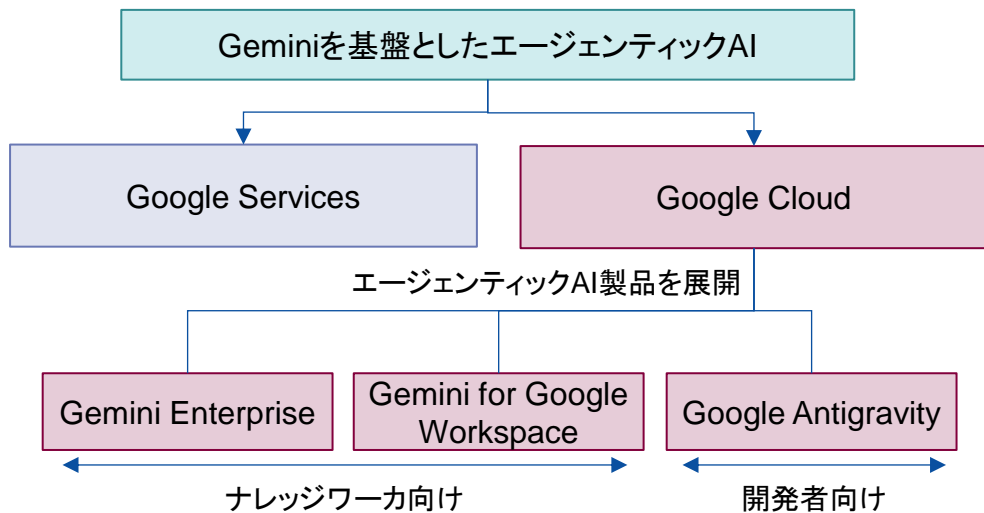 Geminiを基盤としたエージェンティックAI
Google Services
Google Cloud
エージェンティックAI製品を展開
Gemini Enterprise
Gemini for Google
Workspace
Google Antigravity
ナレッジワーカ向け
開発者向け